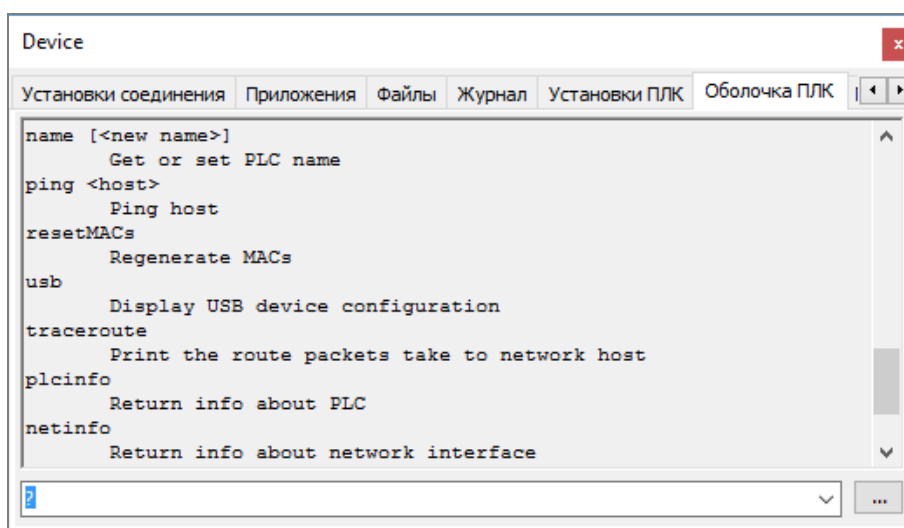 Device
Установки соединения Приложения Файлы Журнал Установки ПЛК Оболочка ПЛК
name [<new name>]
Get or set PLC name
ping <host>
Ping host
resetMACs
Regenerate MACs
usb
Display USB device configuration
traceroute
Print the route packets take to network host
plcinfo
Return info about PLC
netinfo
Return info about network interface
?
...